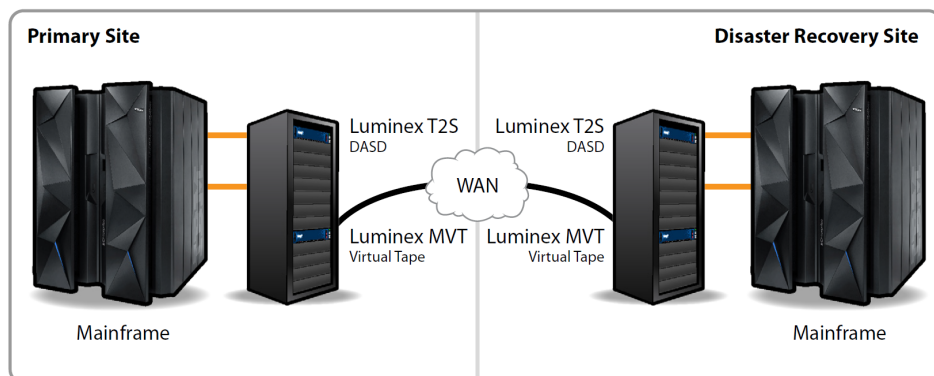 Primary Site
Disaster Recovery Site
Luminex T2S
DASD
Luminex T2S
DASD
WAN
Luminex MVT
Virtual Tape
Luminex MVT
Virtual Tape
Mainframe
Mainframe